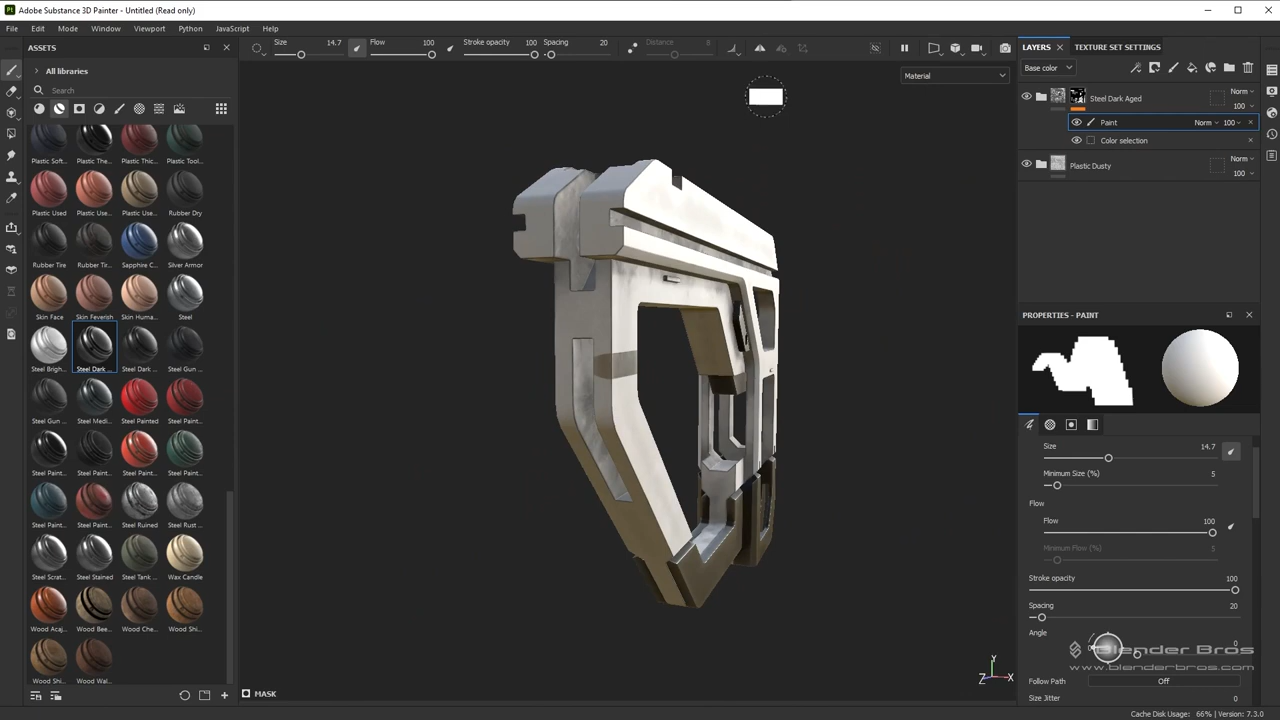 Adobe Substance 3D Painter - Untitled (Read only)
File Edit Mode Window Viewport Python JavaScript Help
ASSETS
Size 14.7 Flow 100 Stroke opacity 100 Spacing 20 Distance 8
LAYERS TEXTURE SET SETTINGS
All libraries
Search
Material
Base color
Steel Dark Aged Norm 100
Paint Norm 100
Color selection
Plastic Dusty Norm 100
Plastic Soft... Plastic The... Plastic Thic... Plastic Tool...
Plastic Used Plastic Use... Plastic Use... Rubber Dry
Rubber Tire Rubber Tir... Sapphire C... Silver Armor
Skin Face Skin Feverish Skin Huma... Steel
Steel Brigh... Steel Dark ... Steel Dark ... Steel Gun ...
Steel Gun ... Steel Medi... Steel Painted Steel Paint...
Steel Paint... Steel Paint... Steel Paint... Steel Paint...
Steel Paint... Steel Paint... Steel Ruined Steel Rust ...
Steel Scrat... Steel Stained Steel Tank ... Wax Candle
Wood Acaj... Wood Bee... Wood Che... Wood Shi...
Wood Shi... Wood Wal...
PROPERTIES - PAINT
Size 14.7
Minimum Size (%) 5
Flow
Flow 100
Minimum Flow (%) 5
Stroke opacity 100
Spacing 20
Angle 0
Blender Bros
www.blenderbros.com
Follow Path Off
Size Jitter 0
Y
Z X
MASK
Cache Disk Usage: 66% | Version: 7.3.0